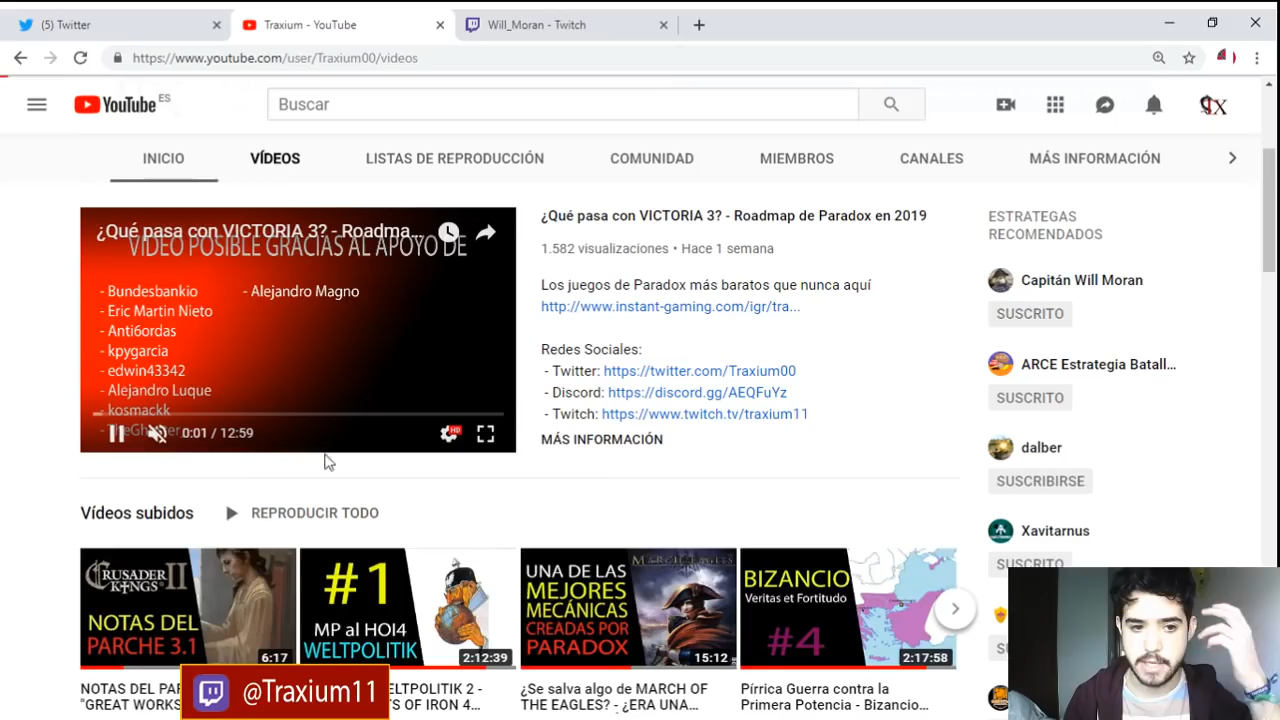 (5) Twitter
Traxium - YouTube
Will_Moran - Twitch
https://www.youtube.com/user/Traxium00/videos
YouTube ES
Buscar
INICIO
VÍDEOS
LISTAS DE REPRODUCCIÓN
COMUNIDAD
MIEMBROS
CANALES
MÁS INFORMACIÓN
¿Qué pasa con VICTORIA 3? - Roadma...
VIDEO POSIBLE GRACIAS AL APOYO DE
- Bundesbankio
- Alejandro Magno
- Eric Martin Nieto
- Anti6ordas
- kpygarcia
- edwin43342
- Alejandro Luque
- kosmackk
0:01 / 12:59
HD
¿Qué pasa con VICTORIA 3? - Roadmap de Paradox en 2019
1.582 visualizaciones • Hace 1 semana
Los juegos de Paradox más baratos que nunca aquí
http://www.instant-gaming.com/igr/tra...
Redes Sociales:
- Twitter: https://twitter.com/Traxium00
- Discord: https://discord.gg/AEQFuYz
- Twitch: https://www.twitch.tv/traxium11
MÁS INFORMACIÓN
ESTRATEGAS
RECOMENDADOS
Capitán Will Moran
SUSCRITO
ARCE Estrategia Batall...
SUSCRITO
dalber
SUSCRIBIRSE
Xavitarnus
SUSCRITO
Vídeos subidos
REPRODUCIR TODO
CRUSADER
KINGS II
NOTAS DEL
PARCHE 3.1
6:17
#1
MP al HOI4
WELTPOLITIK
2:12:39
UNA DE LAS
MEJORES
MECÁNICAS
CREADAS POR
PARADOX
MARCH EAGLES
15:12
BIZANCIO
Veritas et Fortitudo
#4
2:17:58
NOTAS DEL PAR
"GREAT WORKS
ELTPOLITIK 2 -
TS OF IRON 4...
¿Se salva algo de MARCH OF
THE EAGLES? - ¿ERA UNA...
Pírrica Guerra contra la
Primera Potencia - Bizancio...
@Traxium11